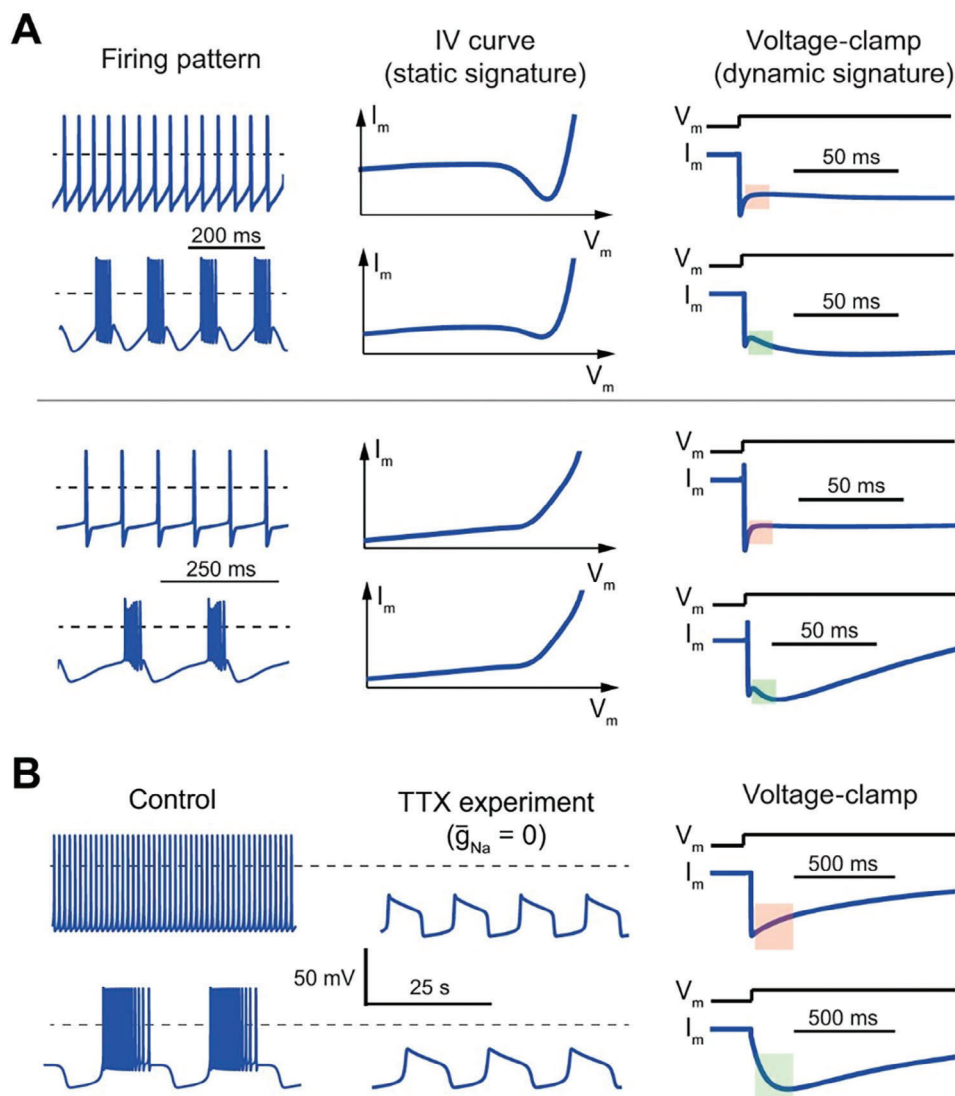 A
Firing pattern
IV curve
(static signature)
Voltage-clamp
(dynamic signature)
Im
Vm
Vm
50 ms
Im
200 ms
Im
Vm
Vm
50 ms
Im
Im
Vm
Vm
50 ms
Im
250 ms
Im
Vm
Vm
50 ms
Im
B
Control
TTX experiment
(ḡNa = 0)
Voltage-clamp
Vm
500 ms
Im
50 mV
25 s
Vm
500 ms
Im